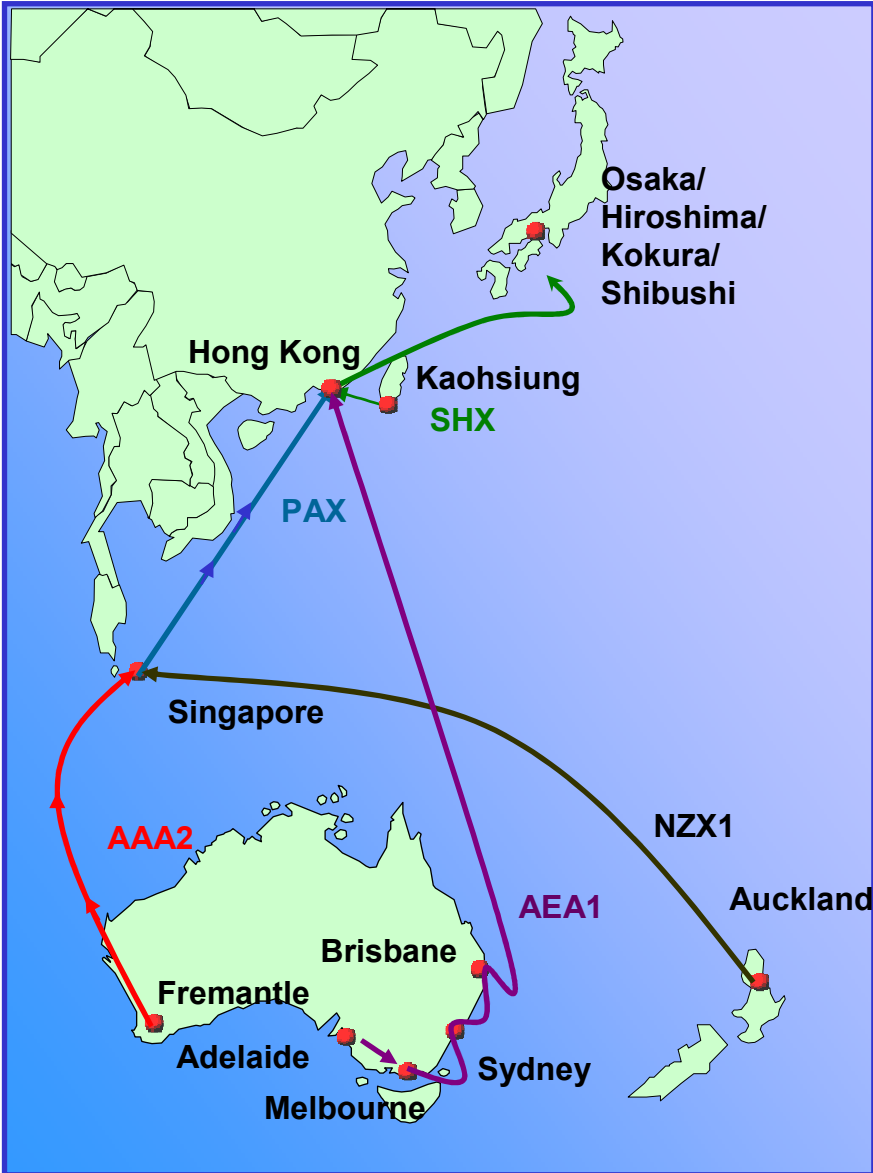 Osaka/
Hiroshima/
Kokura/
Shibushi
Hong Kong
Kaohsiung
SHX
PAX
Singapore
AAA2
NZX1
Auckland
AEA1
Brisbane
Fremantle
Adelaide
Sydney
Melbourne